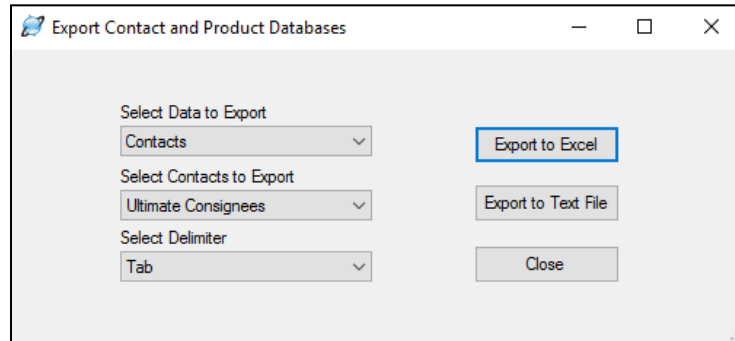 Export Contact and Product Databases
Select Data to Export
Contacts
Export to Excel
Select Contacts to Export
Ultimate Consignees
Export to Text File
Select Delimiter
Tab
Close